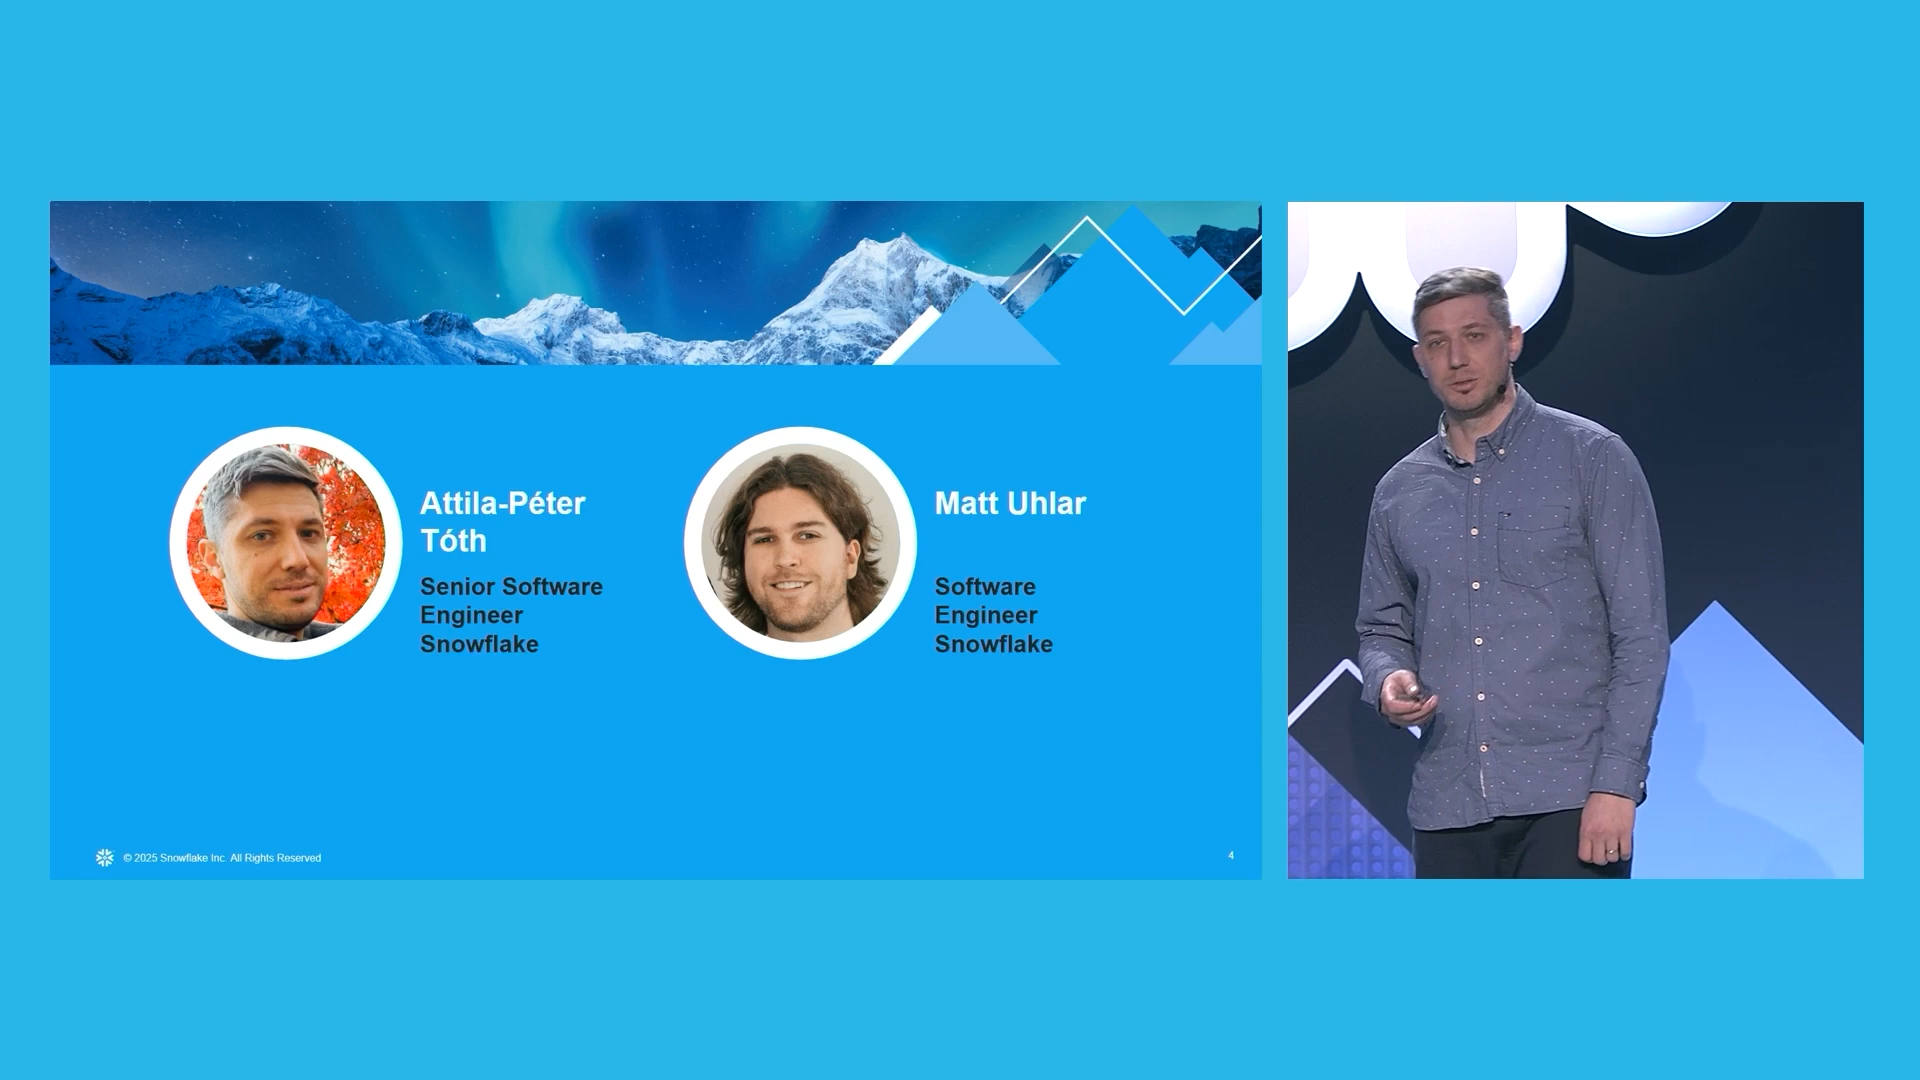 Attila-Péter
Tóth
Senior Software
Engineer
Snowflake
Matt Uhlar
Software
Engineer
Snowflake
© 2025 Snowflake Inc. All Rights Reserved
4